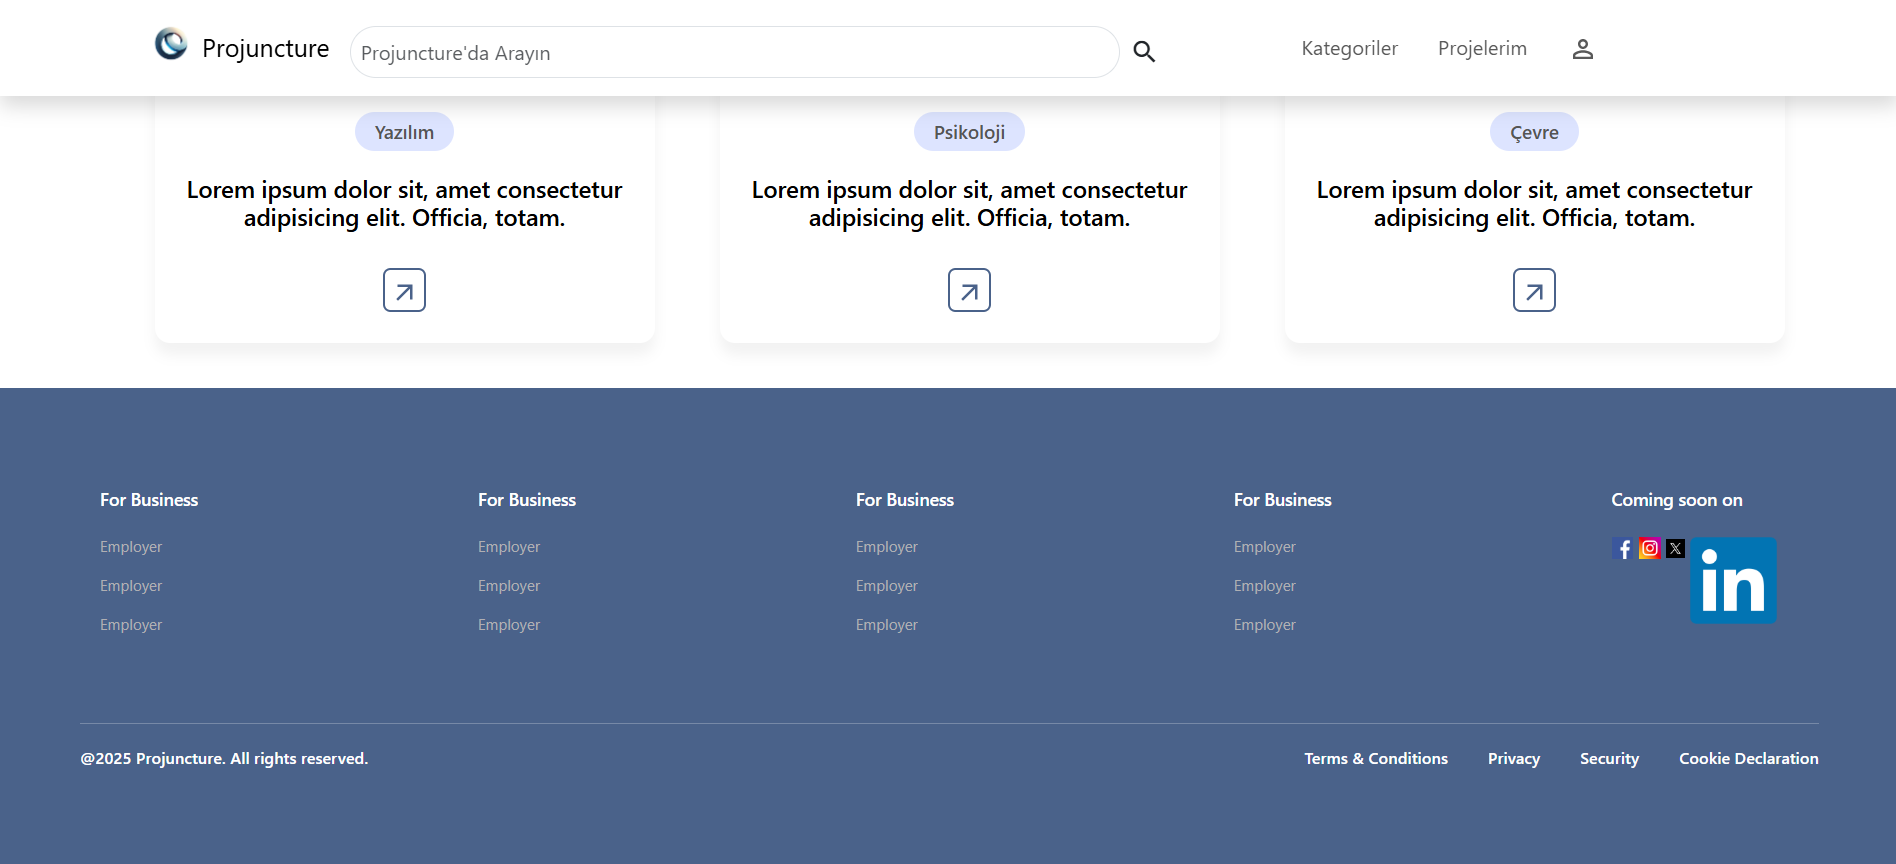 Projuncture
Projuncture'da Arayın
Kategoriler
Projelerim
Yazılım
Lorem ipsum dolor sit, amet consectetur
adipisicing elit. Officia, totam.
Psikoloji
Lorem ipsum dolor sit, amet consectetur
adipisicing elit. Officia, totam.
Çevre
Lorem ipsum dolor sit, amet consectetur
adipisicing elit. Officia, totam.
For Business
Employer
Employer
Employer
For Business
Employer
Employer
Employer
For Business
Employer
Employer
Employer
For Business
Employer
Employer
Employer
Coming soon on
in
@2025 Projuncture. All rights reserved.
Terms & Conditions
Privacy
Security
Cookie Declaration